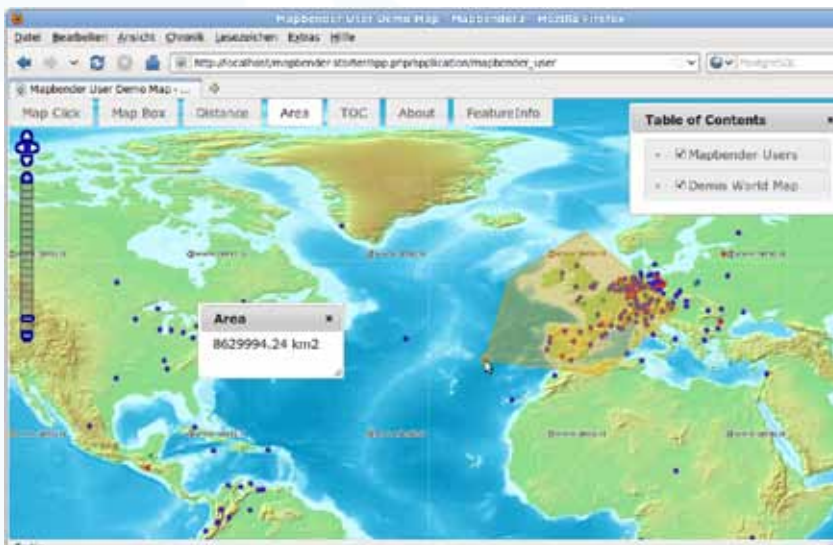 Mapbender User Demo Map - Mapbender3 - Mozilla Firefox
Datei Bearbeiten Ansicht Chronik Lesezeichen Extras Hilfe
http://localhost/mapbender-starter/app.php/application/mapbender_user
PostgreSQL
Mapbender User Demo Map - ...
Map Click Map Box Distance Area TOC About FeatureInfo
Table of Contents
Mapbender Users
Demis World Map
Area
8629994.24 km2